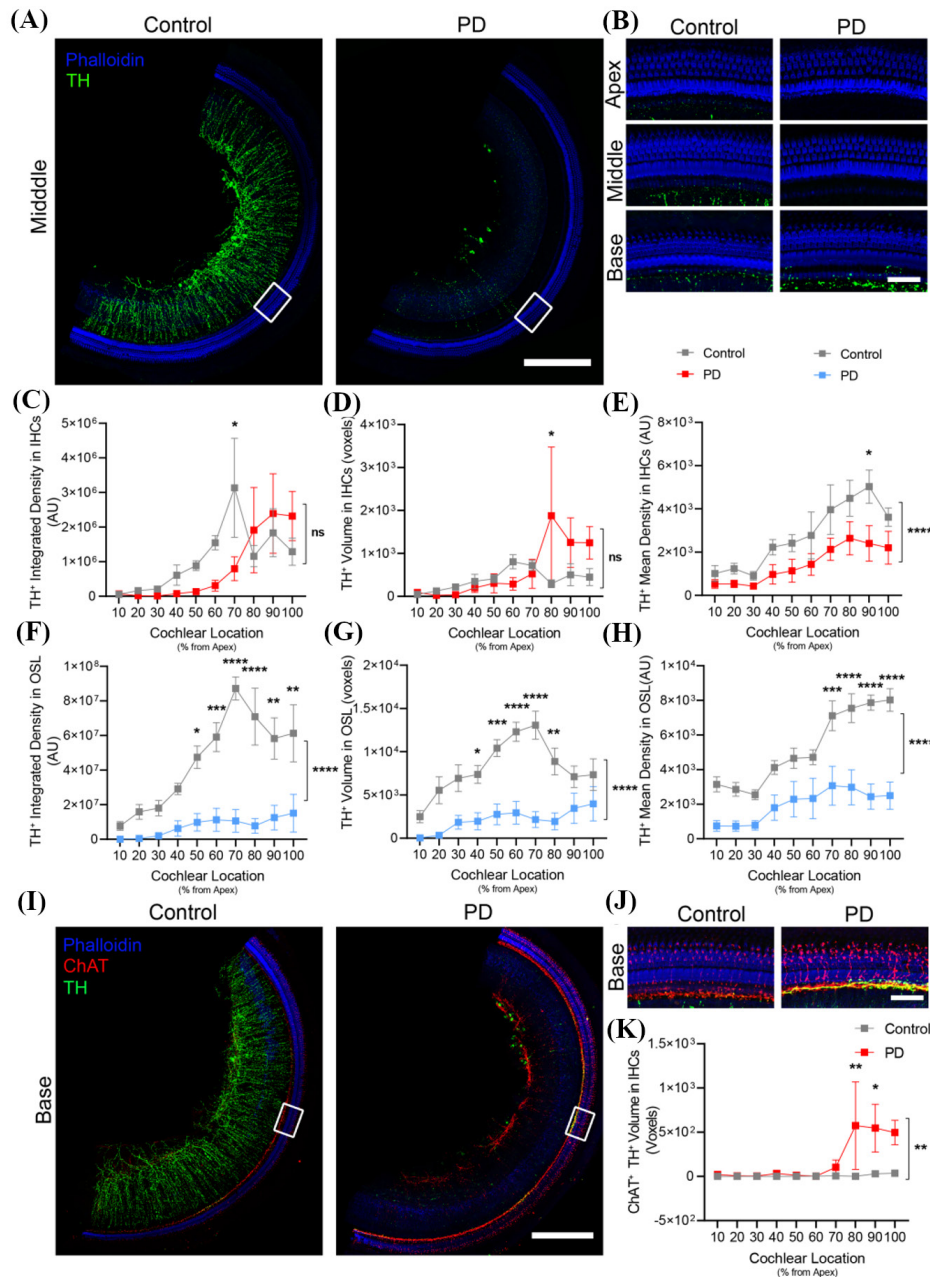 (A)
Control
PD
Phalloidin
TH
Midddle
(B)
Control
PD
Apex
Middle
Base
Control
PD
Control
PD
(C)
TH⁺ Integrated Density in IHCs
(AU)
5×10⁶
4×10⁶
3×10⁶
2×10⁶
1×10⁶
0
*
ns
10 20 30 40 50 60 70 80 90 100
Cochlear Location
(% from Apex)
(D)
TH⁺ Volume in IHCs (voxels)
4×10³
3×10³
2×10³
1×10³
0
*
ns
10 20 30 40 50 60 70 80 90 100
Cochlear Location
(% from Apex)
(E)
TH⁺ Mean Density in IHCs (AU)
8×10³
6×10³
4×10³
2×10³
0
*
****
10 20 30 40 50 60 70 80 90 100
Cochlear Location
(% from Apex)
(F)
TH⁺ Integrated Density in OSL
(AU)
1×10⁸
8×10⁷
6×10⁷
4×10⁷
2×10⁷
0
* *** **** **** ** **
****
10 20 30 40 50 60 70 80 90 100
Cochlear Location
(% from Apex)
(G)
TH⁺ Volume in OSL (voxels)
2×10⁴
1×10⁴
1×10⁴
5×10³
0
* *** **** **** **
****
10 20 30 40 50 60 70 80 90 100
Cochlear Location
(% from Apex)
(H)
TH⁺ Mean Density in OSL(AU)
1×10⁴
8×10³
6×10³
4×10³
2×10³
0
*** **** **** ****
****
10 20 30 40 50 60 70 80 90 100
Cochlear Location
(% from Apex)
(I)
Control
PD
Phalloidin
ChAT
TH
Base
(J)
Control
PD
Base
(K)
Control
PD
ChAT⁺ TH⁺ Volume in IHCs
(Voxels)
1.5×10³
1×10³
5×10²
0
-5×10²
** *
**
10 20 30 40 50 60 70 80 90 100
Cochlear Location
(% from Apex)